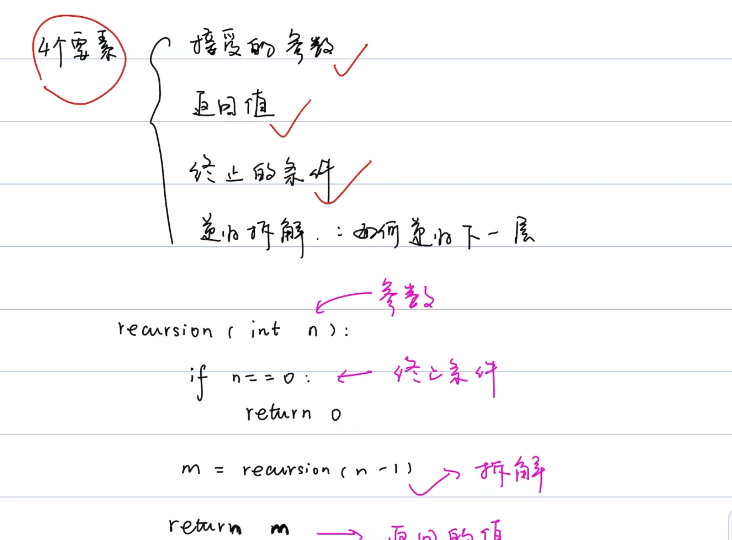 4个要素
接受的参数
返回值
终止的条件
递归拆解.：如何递归下一层
参数
recursion ( int n ):
if n==0: 终止条件
return 0
m = recursion (n-1) 拆解
return m 返回的值